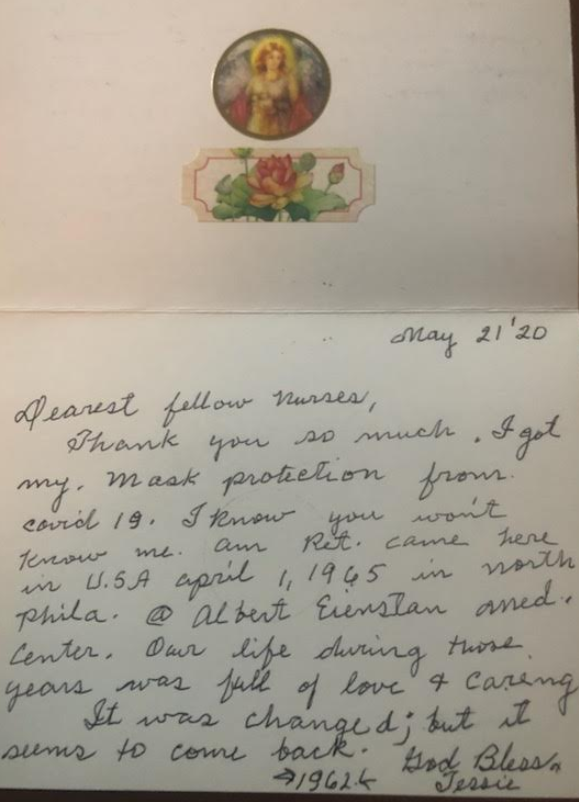 May 21'20
Dearest fellow nurses,
Thank you so much. I got
my. Mask protection from.
covid 19. I know you won't
know me. am Ret. came here
in U.S.A april 1, 1965 in north
phila. @ Albert Eienstan med.
Center. Our life during those
years was full of love & caring
It was changed; but it
seems to come back. God Bless,
→1962← Jessie